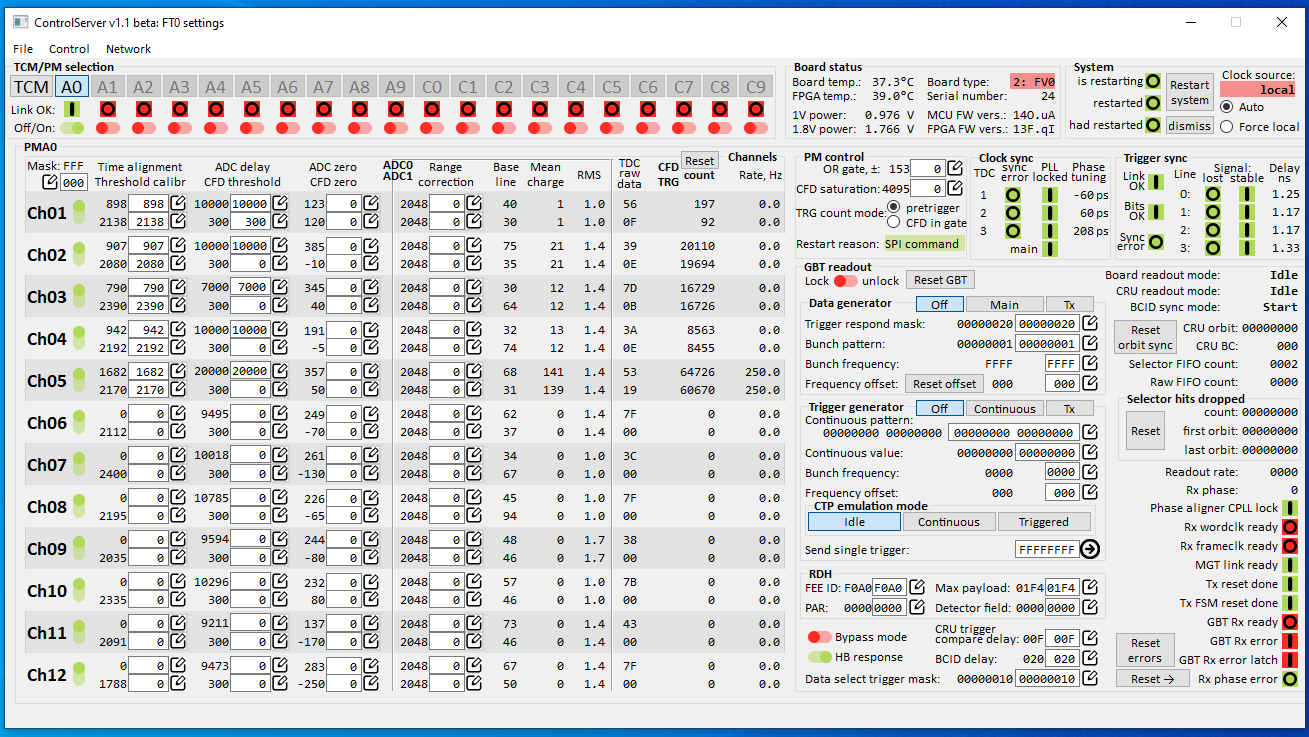 ControlServer v1.1 beta: FT0 settings
File Control Network
TCM/PM selection
TCM A0 A1 A2 A3 A4 A5 A6 A7 A8 A9 C0 C1 C2 C3 C4 C5 C6 C7 C8 C9
Link OK:
Off/On:
Board status
Board temp.: 37.3°C Board type: 2: FV0
FPGA temp.: 39.0°C Serial number: 24
1V power: 0.976 V MCU FW vers.: 140.uA
1.8V power: 1.766 V FPGA FW vers.: 13F.qI
System
is restarting
restarted
had restarted
Restart system
dismiss
Clock source:
local
Auto
Force local
PMA0
Mask: FFF
000
Time alignment
Threshold calibr
ADC delay
CFD threshold
ADC zero
CFD zero
ADC0
ADC1
Range correction
Base line
Mean charge
RMS
TDC raw data
CFD
TRG
Reset
count
Channels
Rate, Hz
Ch01
898 898 10000 10000 123 0 2048 0 40 1 1.0 56 197 0.0
2138 2138 300 300 120 0 2048 0 30 1 1.0 0F 92 0.0
Ch02
907 907 10000 10000 385 0 2048 0 75 21 1.4 39 20110 0.0
2080 2080 300 0 -10 0 2048 0 35 21 1.4 0E 19694 0.0
Ch03
790 790 7000 7000 345 0 2048 0 30 12 1.4 7D 16729 0.0
2390 2390 300 0 40 0 2048 0 64 12 1.4 0B 16726 0.0
Ch04
942 942 10000 10000 191 0 2048 0 32 13 1.4 3A 8563 0.0
2192 2192 300 0 -5 0 2048 0 74 12 1.4 0E 8455 0.0
Ch05
1682 1682 20000 20000 357 0 2048 0 68 141 1.4 53 64726 250.0
2170 2170 300 0 50 0 2048 0 31 139 1.4 19 60670 250.0
Ch06
0 0 9495 0 249 0 2048 0 62 0 1.4 7F 0 0.0
2112 0 300 0 -70 0 2048 0 37 0 1.4 00 0 0.0
Ch07
0 0 10018 0 261 0 2048 0 34 0 1.4 3C 0 0.0
2400 0 300 0 -130 0 2048 0 67 0 1.4 00 0 0.0
Ch08
0 0 10785 0 226 0 2048 0 45 0 1.0 7F 0 0.0
2195 0 300 0 -65 0 2048 0 94 0 1.4 00 0 0.0
Ch09
0 0 9594 0 244 0 2048 0 48 0 1.7 38 0 0.0
2035 0 300 0 -80 0 2048 0 46 0 1.7 00 0 0.0
Ch10
0 0 10296 0 232 0 2048 0 57 0 1.0 7B 0 0.0
2335 0 300 0 80 0 2048 0 46 0 1.4 00 0 0.0
Ch11
0 0 9211 0 137 0 2048 0 73 0 1.4 43 0 0.0
2091 0 300 0 -170 0 2048 0 46 0 1.4 00 0 0.0
Ch12
0 0 9473 0 283 0 2048 0 67 0 1.4 7F 0 0.0
1788 0 300 0 -250 0 2048 0 50 0 1.4 00 0 0.0
PM control
OR gate, ±: 153 0
CFD saturation: 4095 0
TRG count mode: pretrigger
CFD in gate
Restart reason: SPI command
Clock sync
TDC sync error PLL locked Phase tuning
1 -60 ps
2 60 ps
3 208 ps
main
Trigger sync
Link OK
Bits OK
Sync error
Line Signal: lost stable Delay ns
0: 1.25
1: 1.17
2: 1.17
3: 1.33
GBT readout
Lock unlock Reset GBT
Data generator Off Main Tx
Trigger respond mask: 00000020 00000020
Bunch pattern: 00000001 00000001
Bunch frequency: FFFF FFFF
Frequency offset: Reset offset 000 000
Trigger generator Off Continuous Tx
Continuous pattern:
00000000 00000000 00000000 00000000
Continuous value: 00000000 00000000
Bunch frequency: 0000 0000
Frequency offset: 000 000
CTP emulation mode
Idle Continuous Triggered
Send single trigger: FFFFFFFF
RDH
FEE ID: F0A0 F0A0 Max payload: 01F4 01F4
PAR: 0000 0000 Detector field: 0000 0000
Bypass mode
HB response
CRU trigger
compare delay: 00F 00F
BCID delay: 020 020
Data select trigger mask: 00000010 00000010
Board readout mode: Idle
CRU readout mode: Idle
BCID sync mode: Start
Reset orbit sync
CRU orbit: 00000000
CRU BC: 000
Selector FIFO count: 0002
Raw FIFO count: 0000
Selector hits dropped
Reset
count: 00000000
first orbit: 00000000
last orbit: 00000000
Readout rate: 0000
Rx phase: 0
Phase aligner CPLL lock
Rx wordclk ready
Rx frameclk ready
MGT link ready
Tx reset done
Tx FSM reset done
GBT Rx ready
Reset errors
GBT Rx error
GBT Rx error latch
Reset → Rx phase error